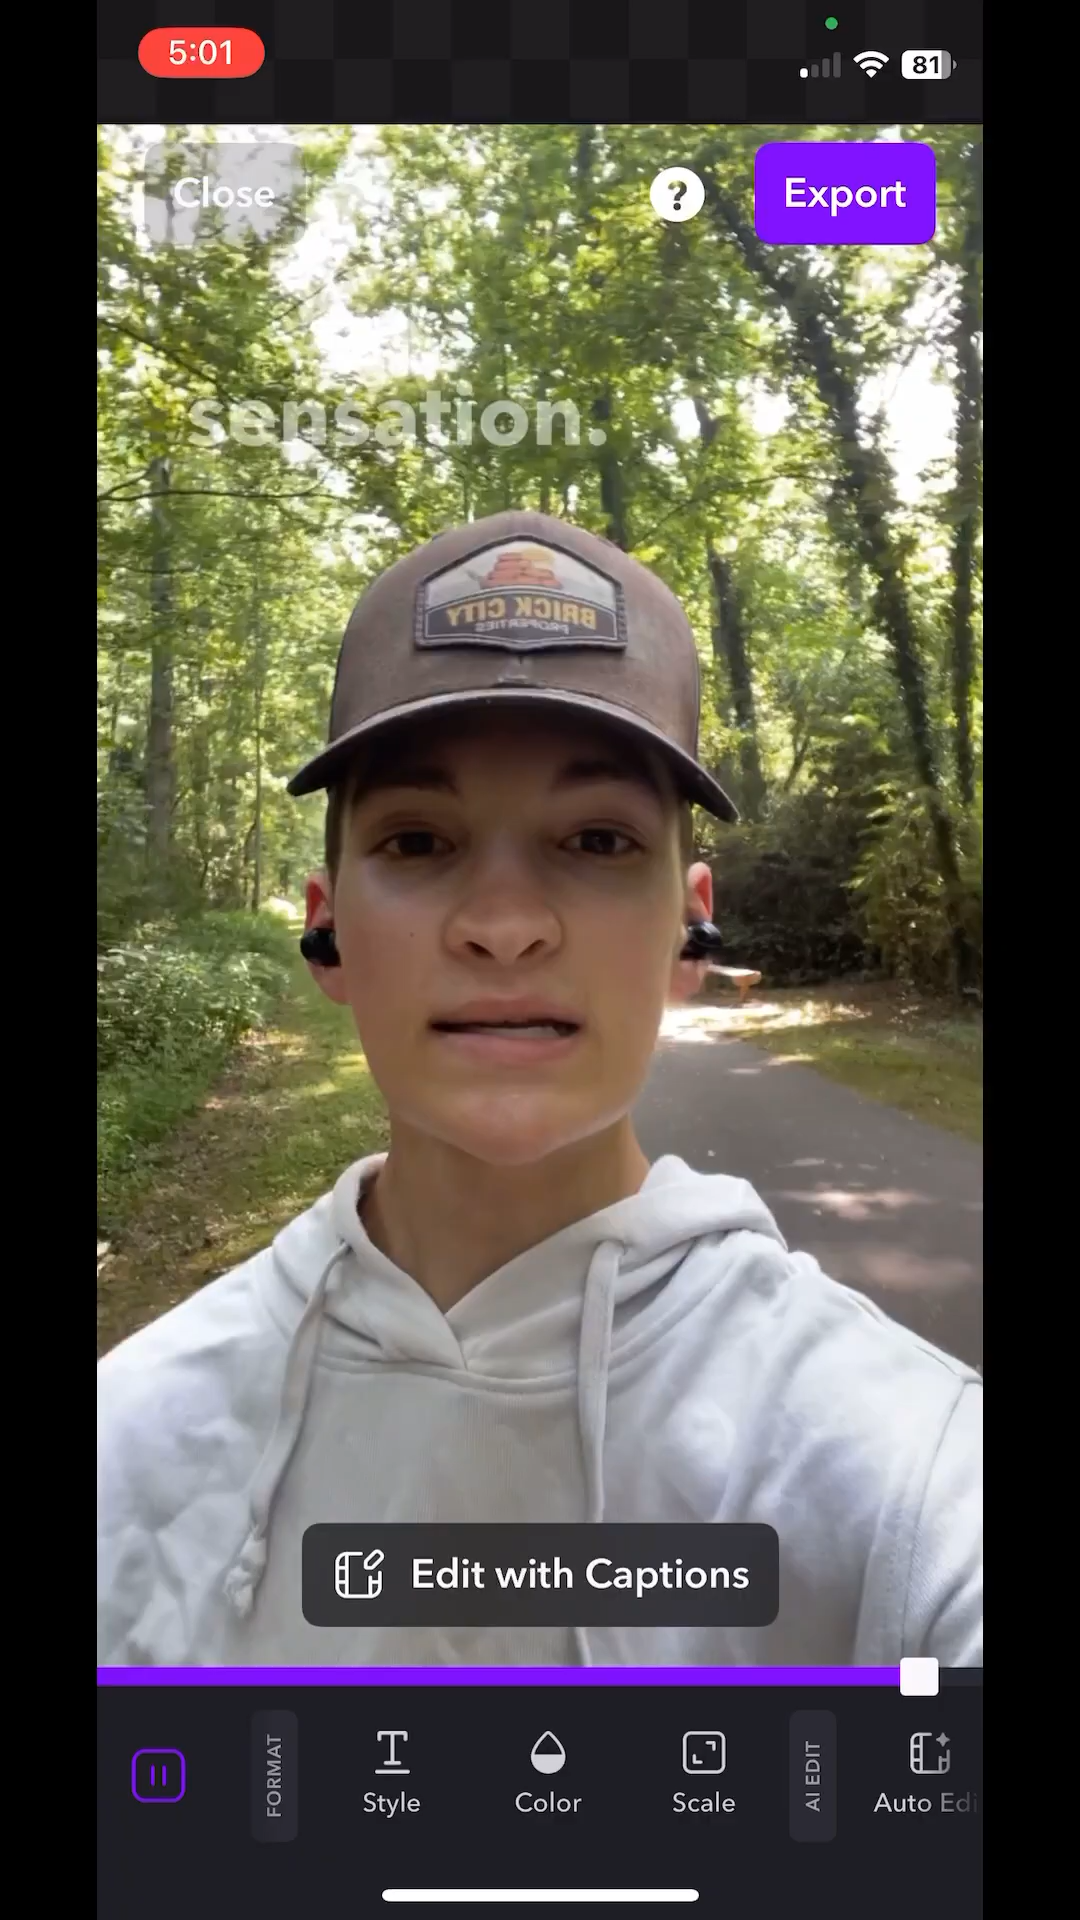 5:01
81
Close
?
Export
sensation.
BRICK CITY
PROPERTIES
Edit with Captions
FORMAT
Style
Color
Scale
AI EDIT
Auto Edi